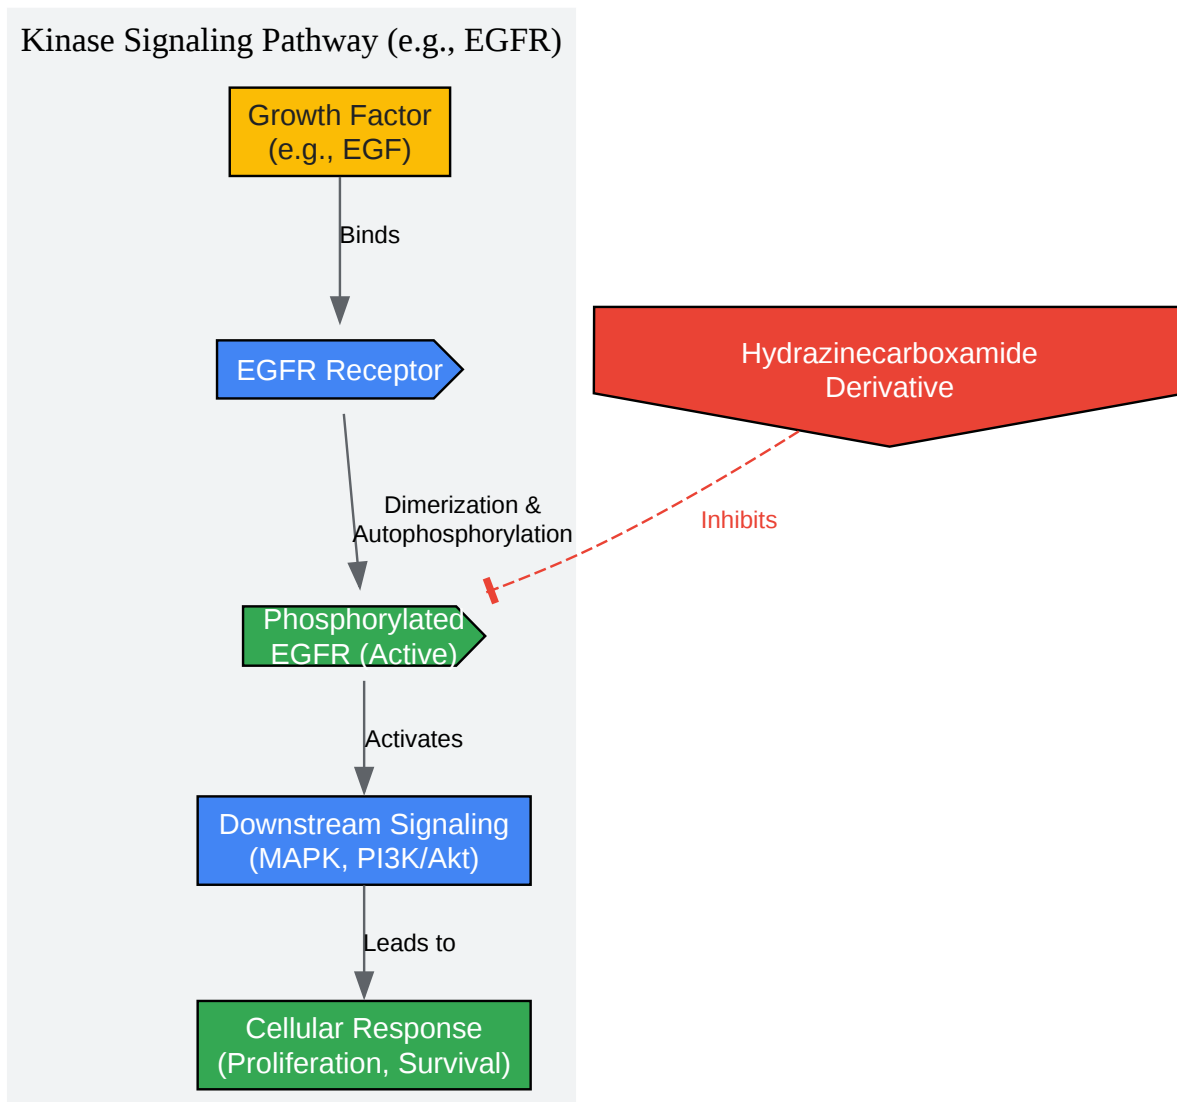 Kinase Signaling Pathway (e.g., EGFR)
Growth Factor
(e.g., EGF)
Binds
EGFR Receptor
Hydrazinecarboxamide
Derivative
Dimerization &
Autophosphorylation
Inhibits
Phosphorylated
EGFR (Active)
Activates
Downstream Signaling
(MAPK, PI3K/Akt)
Leads to
Cellular Response
(Proliferation, Survival)